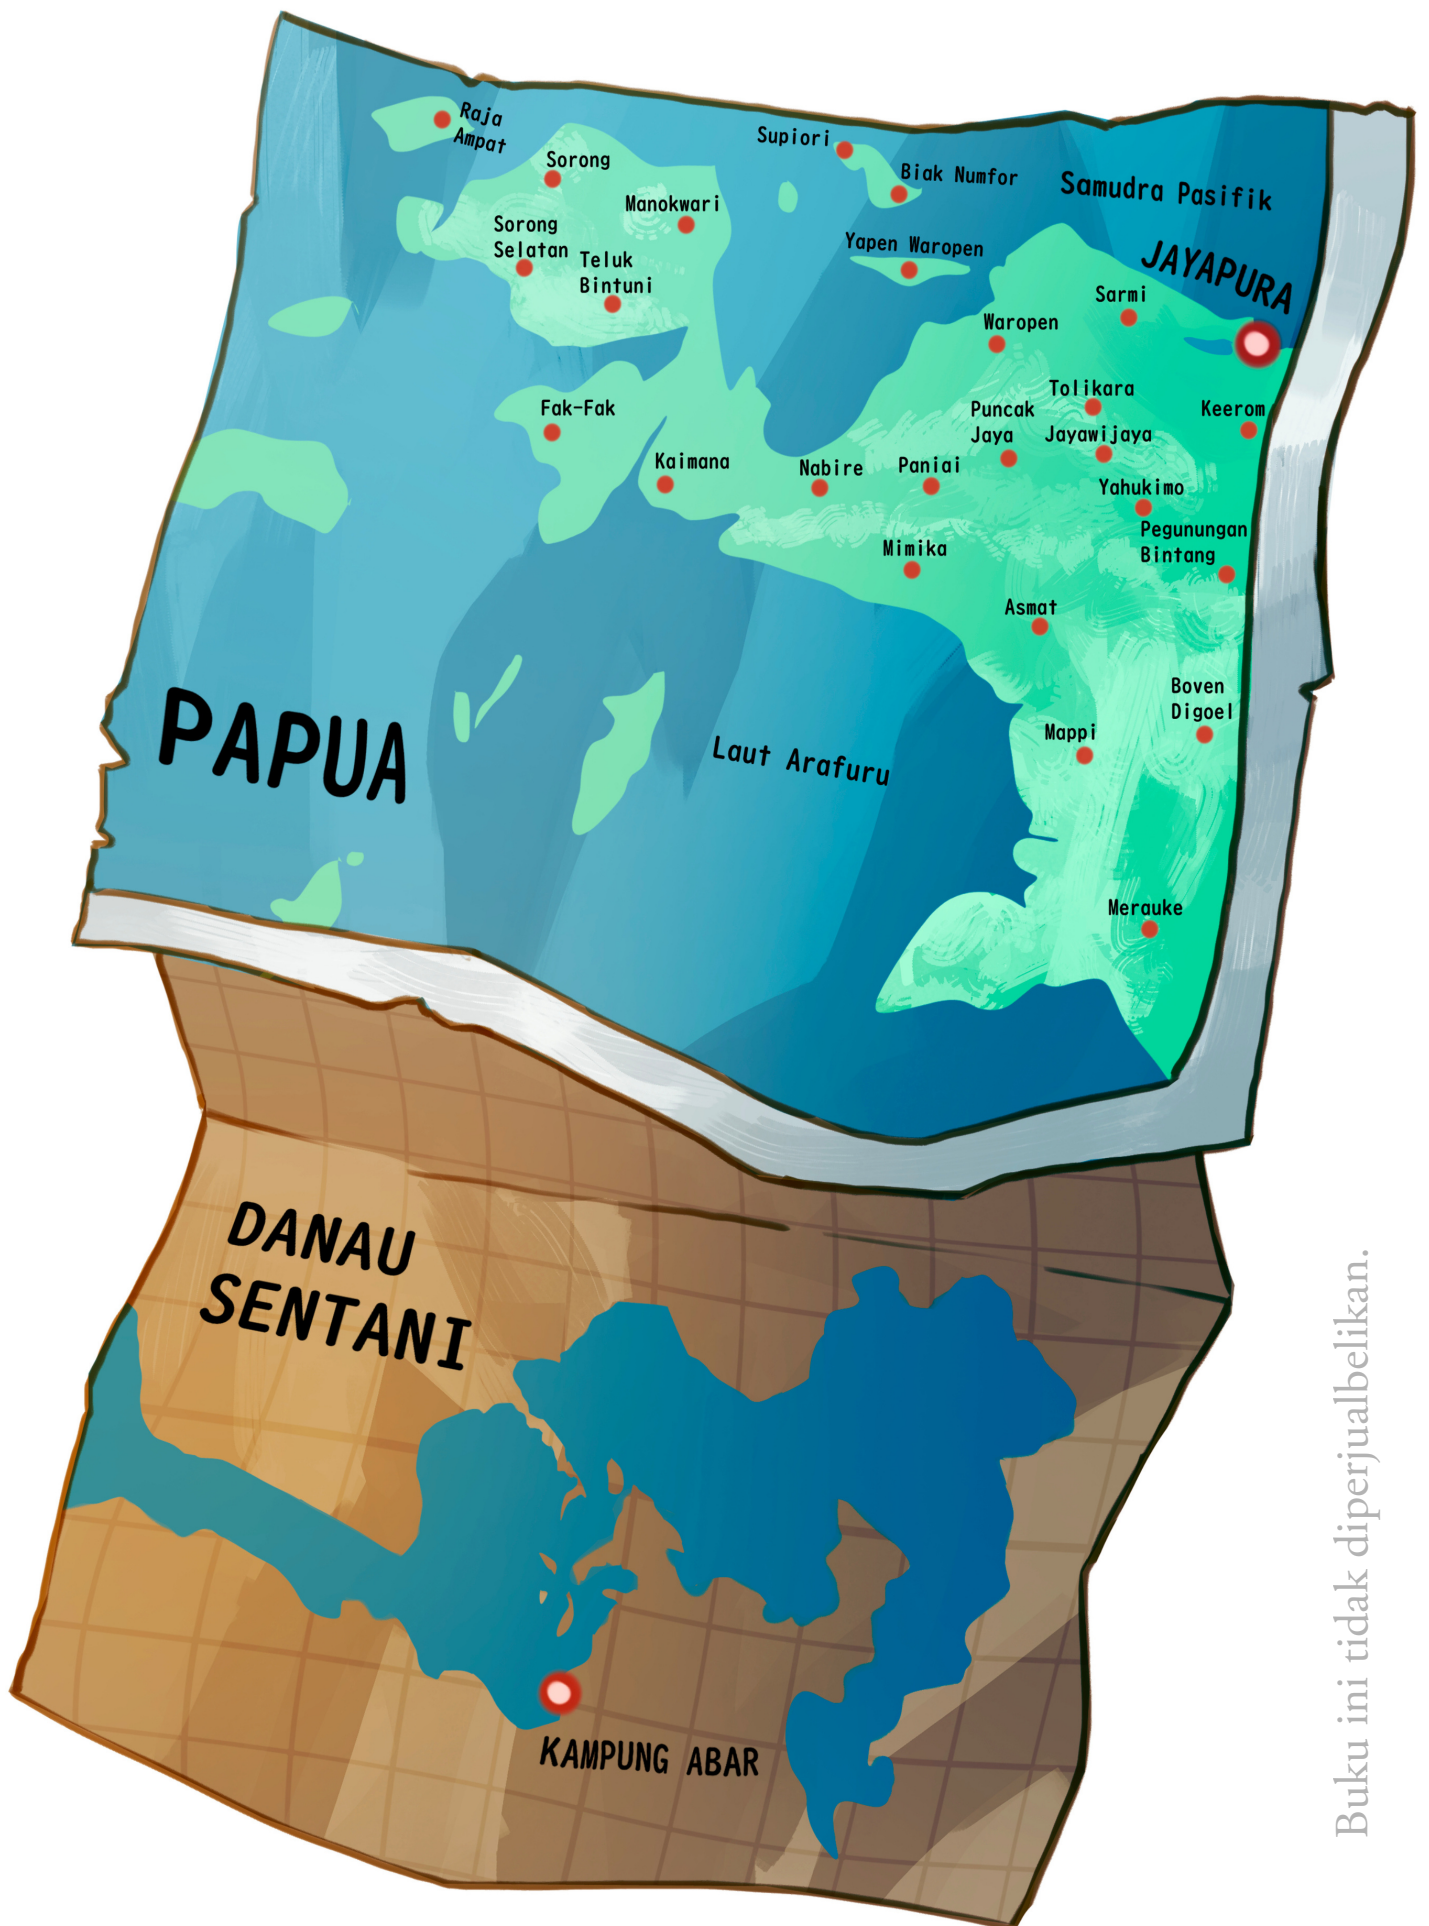 Raja
Ampat
Supiori
Sorong
Biak Numfor
Samudra Pasifik
Manokwari
Sorong
Selatan
Teluk
Bintuni
Yapen Waropen
JAYAPURA
Sarmi
Waropen
Tolikara
Fak-Fak
Puncak
Jaya
Keerom
Jayawijaya
Kaimana
Nabire
Paniai
Yahukimo
Pegunungan
Bintang
Mimika
Asmat
Boven
Digoel
PAPUA
Mappi
Laut Arafuru
Merauke
DANAU
SENTANI
KAMPUNG ABAR
Buku ini tidak diperjualbelikan.